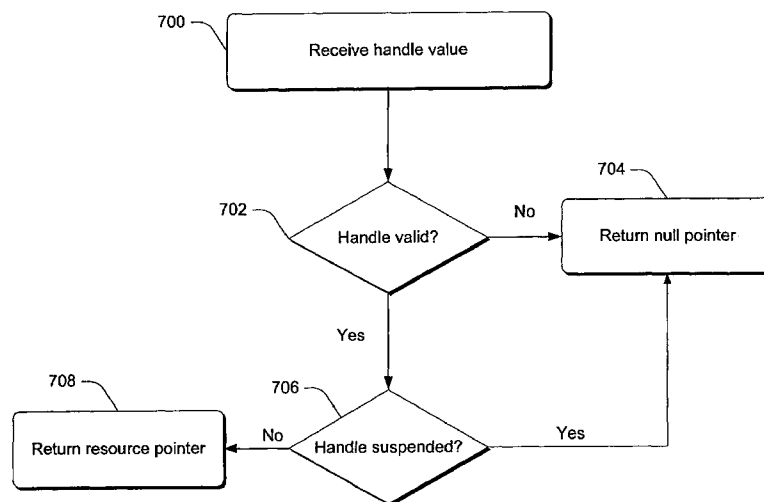 700
Receive handle value
704
702
No
Handle valid?
Return null pointer
Yes
708
706
No
Yes
Return resource pointer
Handle suspended?